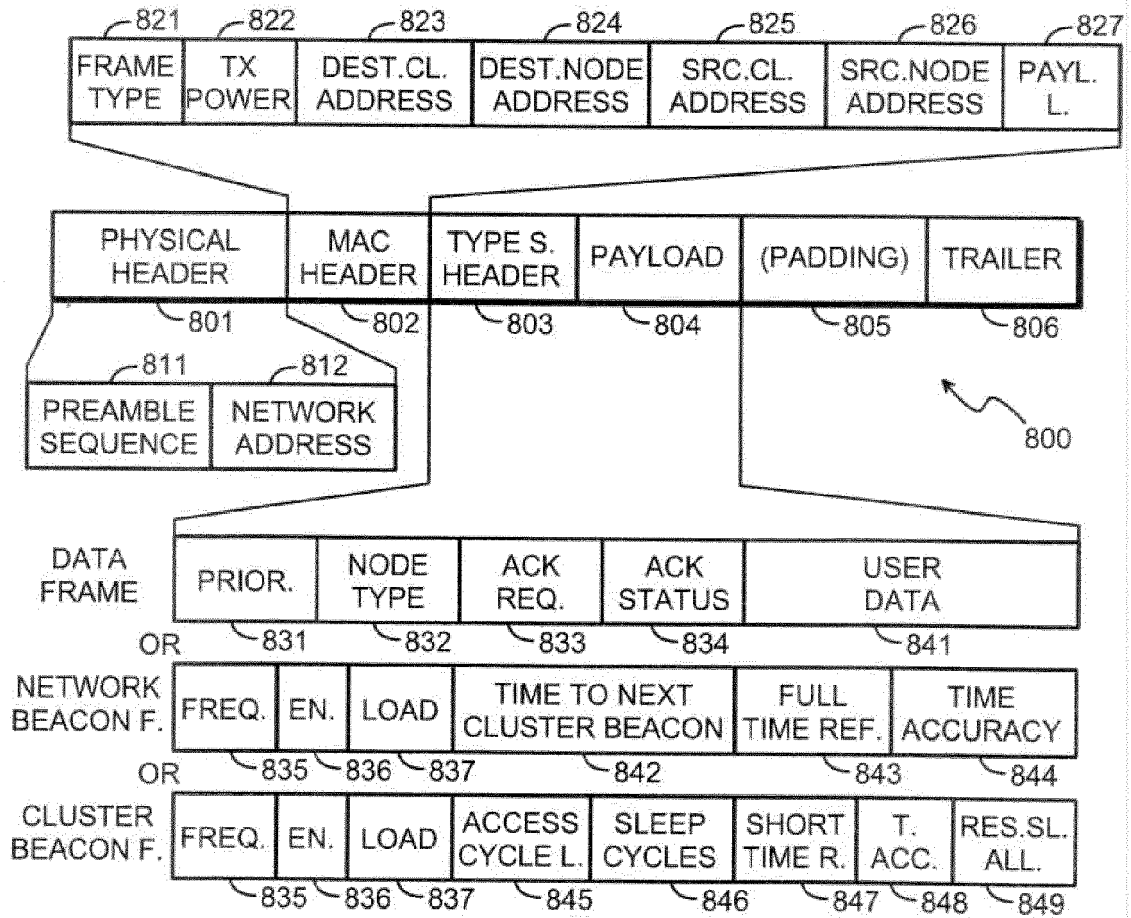 821 822 823 824 825 826 827
FRAME TX DEST.CL. DEST.NODE SRC.CL. SRC.NODE PAYL.
TYPE POWER ADDRESS ADDRESS ADDRESS ADDRESS L.
PHYSICAL MAC TYPE S. PAYLOAD (PADDING) TRAILER
HEADER HEADER HEADER
801 802 803 804 805 806
811 812
PREAMBLE NETWORK
SEQUENCE ADDRESS
800
DATA PRIOR. NODE ACK ACK USER
FRAME TYPE REQ. STATUS DATA
831 832 833 834 841
OR
NETWORK FREQ. EN. LOAD TIME TO NEXT FULL TIME
BEACON F. CLUSTER BEACON TIME REF. ACCURACY
835 836 837 842 843 844
OR
CLUSTER FREQ. EN. LOAD ACCESS SLEEP SHORT T. RES.SL.
BEACON F. CYCLE L. CYCLES TIME R. ACC. ALL.
835 836 837 845 846 847 848 849